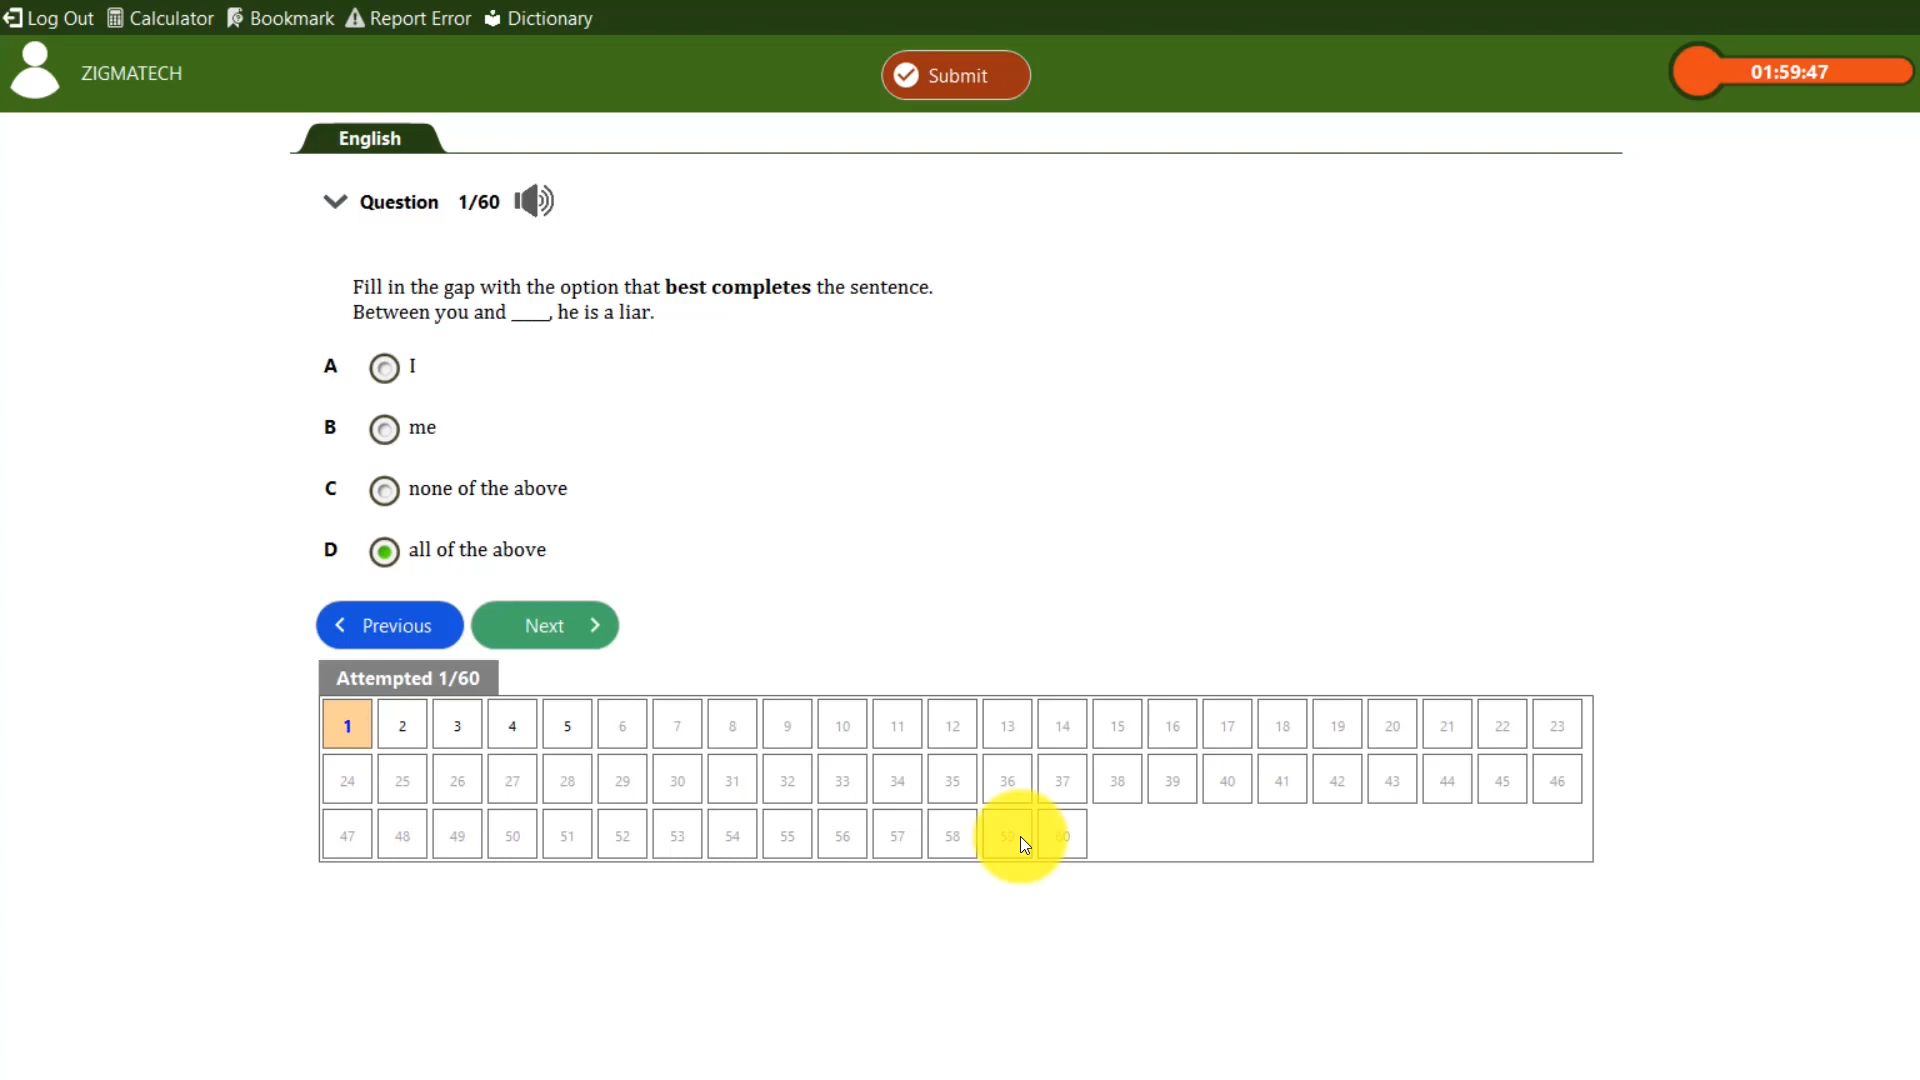 Log Out Calculator Bookmark Report Error Dictionary
ZIGMATECH
Submit
01:59:47
English
Question 1/60
Fill in the gap with the option that best completes the sentence.
Between you and ____, he is a liar.
A I
B me
C none of the above
D all of the above
Previous Next
Attempted 1/60
1 2 3 4 5 6 7 8 9 10 11 12 13 14 15 16 17 18 19 20 21 22 23
24 25 26 27 28 29 30 31 32 33 34 35 36 37 38 39 40 41 42 43 44 45 46
47 48 49 50 51 52 53 54 55 56 57 58 59 60